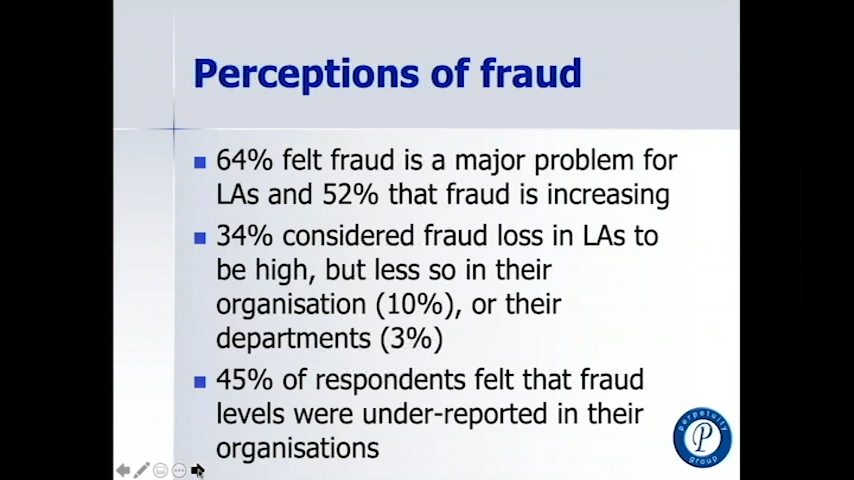 Perceptions of fraud
64% felt fraud is a major problem for
LAs and 52% that fraud is increasing
34% considered fraud loss in LAs to
be high, but less so in their
organisation (10%), or their
departments (3%)
45% of respondents felt that fraud
levels were under-reported in their
organisations
perpetuity
P
group